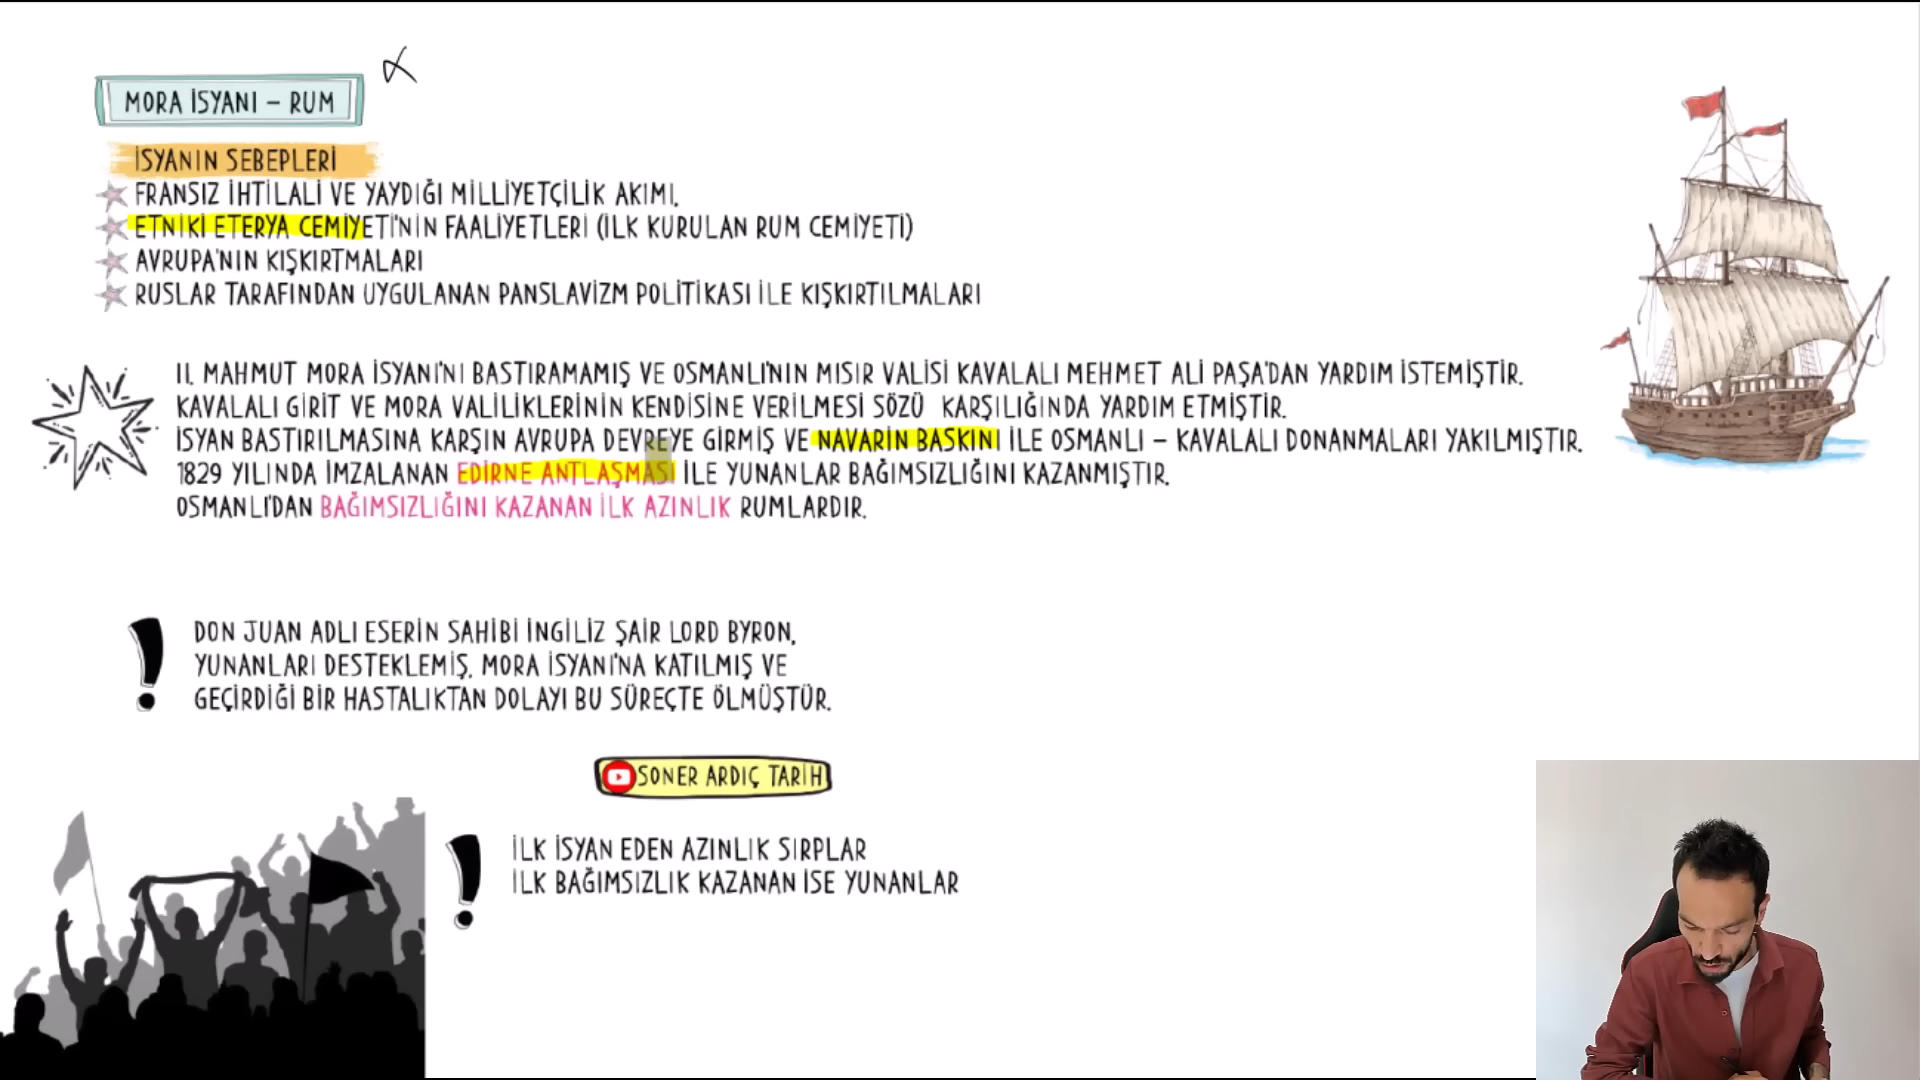 MORA İSYANI – RUM
İSYANIN SEBEPLERİ
FRANSIZ İHTİLALİ VE YAYDIĞI MİLLİYETÇİLİK AKIMI.
ETNİKİ ETERYA CEMİYETİ'NİN FAALİYETLERİ (İLK KURULAN RUM CEMİYETİ)
AVRUPA'NIN KIŞKIRTMALARI
RUSLAR TARAFINDAN UYGULANAN PANSLAVİZM POLİTİKASI İLE KIŞKIRTILMALARI
II. MAHMUT MORA İSYANI'NI BASTIRAMAMIŞ VE OSMANLI'NIN MISIR VALİSİ KAVALALI MEHMET ALİ PAŞA'DAN YARDIM İSTEMİŞTİR.
KAVALALI GİRİT VE MORA VALİLİKLERİNİN KENDİSİNE VERİLMESİ SÖZÜ KARŞILIĞINDA YARDIM ETMİŞTİR.
İSYAN BASTIRILMASINA KARŞIN AVRUPA DEVREYE GİRMİŞ VE NAVARİN BASKINI İLE OSMANLI – KAVALALI DONANMALARI YAKILMIŞTIR.
1829 YILINDA İMZALANAN EDİRNE ANTLAŞMASI İLE YUNANLAR BAĞIMSIZLIĞINI KAZANMIŞTIR.
OSMANLI'DAN BAĞIMSIZLIĞINI KAZANAN İLK AZINLIK RUMLARDIR.
DON JUAN ADLI ESERİN SAHİBİ İNGİLİZ ŞAİR LORD BYRON,
YUNANLARI DESTEKLEMİŞ, MORA İSYANI'NA KATILMIŞ VE
GEÇİRDİĞİ BİR HASTALIKTAN DOLAYI BU SÜREÇTE ÖLMÜŞTÜR.
SONER ARDIÇ TARİH
İLK İSYAN EDEN AZINLIK SIRPLAR
İLK BAĞIMSIZLIK KAZANAN İSE YUNANLAR